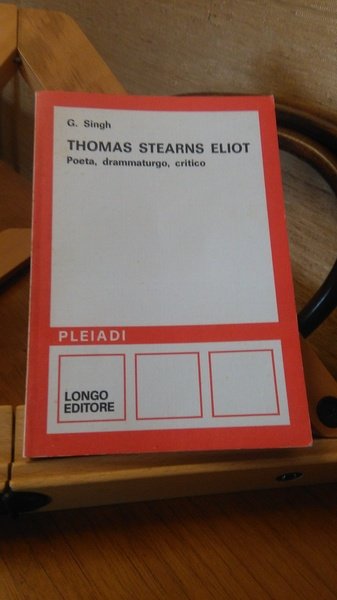 G. Singh
THOMAS STEARNS ELIOT
Poeta, drammaturgo, critico
PLEIADI
LONGO
EDITORE